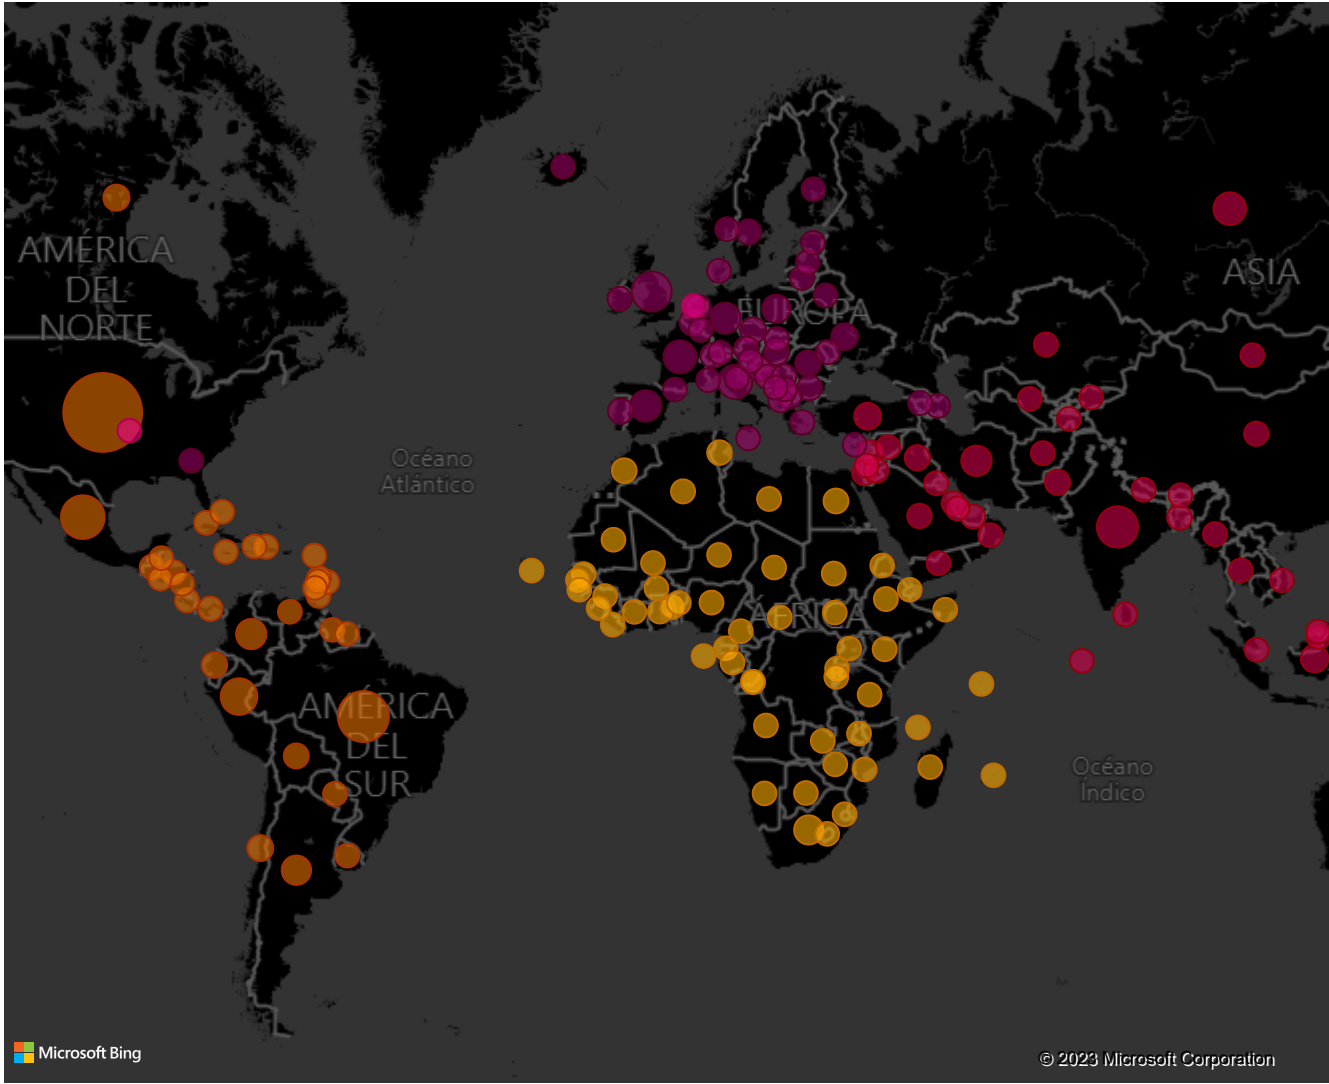 AMÉRICA
DEL
NORTE
EUROPA
ASIA
Océano
Atlántico
ÁFRICA
AMÉRICA
DEL
SUR
Océano
Índico
Microsoft Bing
© 2023 Microsoft Corporation